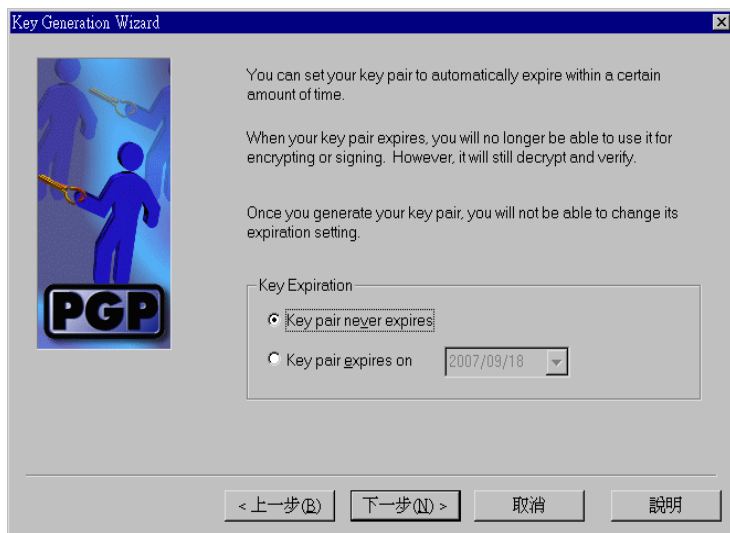 Key Generation Wizard
You can set your key pair to automatically expire within a certain
amount of time.
When your key pair expires, you will no longer be able to use it for
encrypting or signing. However, it will still decrypt and verify.
Once you generate your key pair, you will not be able to change its
expiration setting.
PGP
Key Expiration
Key pair never expires
Key pair expires on 2007/09/18
< 上一步(B) 下一步(N) > 取消 說明